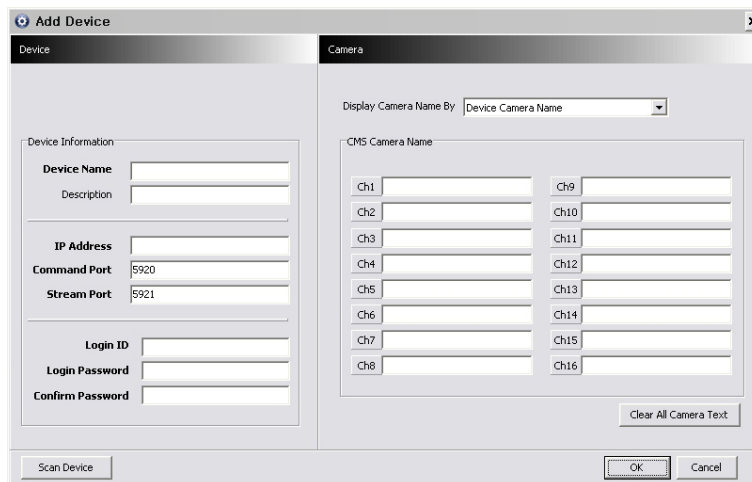 Add Device
Device
Camera
Display Camera Name By Device Camera Name
Device Information
Device Name
Description
IP Address
Command Port 5920
Stream Port 5921
Login ID
Login Password
Confirm Password
CMS Camera Name
Ch1 Ch9
Ch2 Ch10
Ch3 Ch11
Ch4 Ch12
Ch5 Ch13
Ch6 Ch14
Ch7 Ch15
Ch8 Ch16
Clear All Camera Text
Scan Device
OK
Cancel